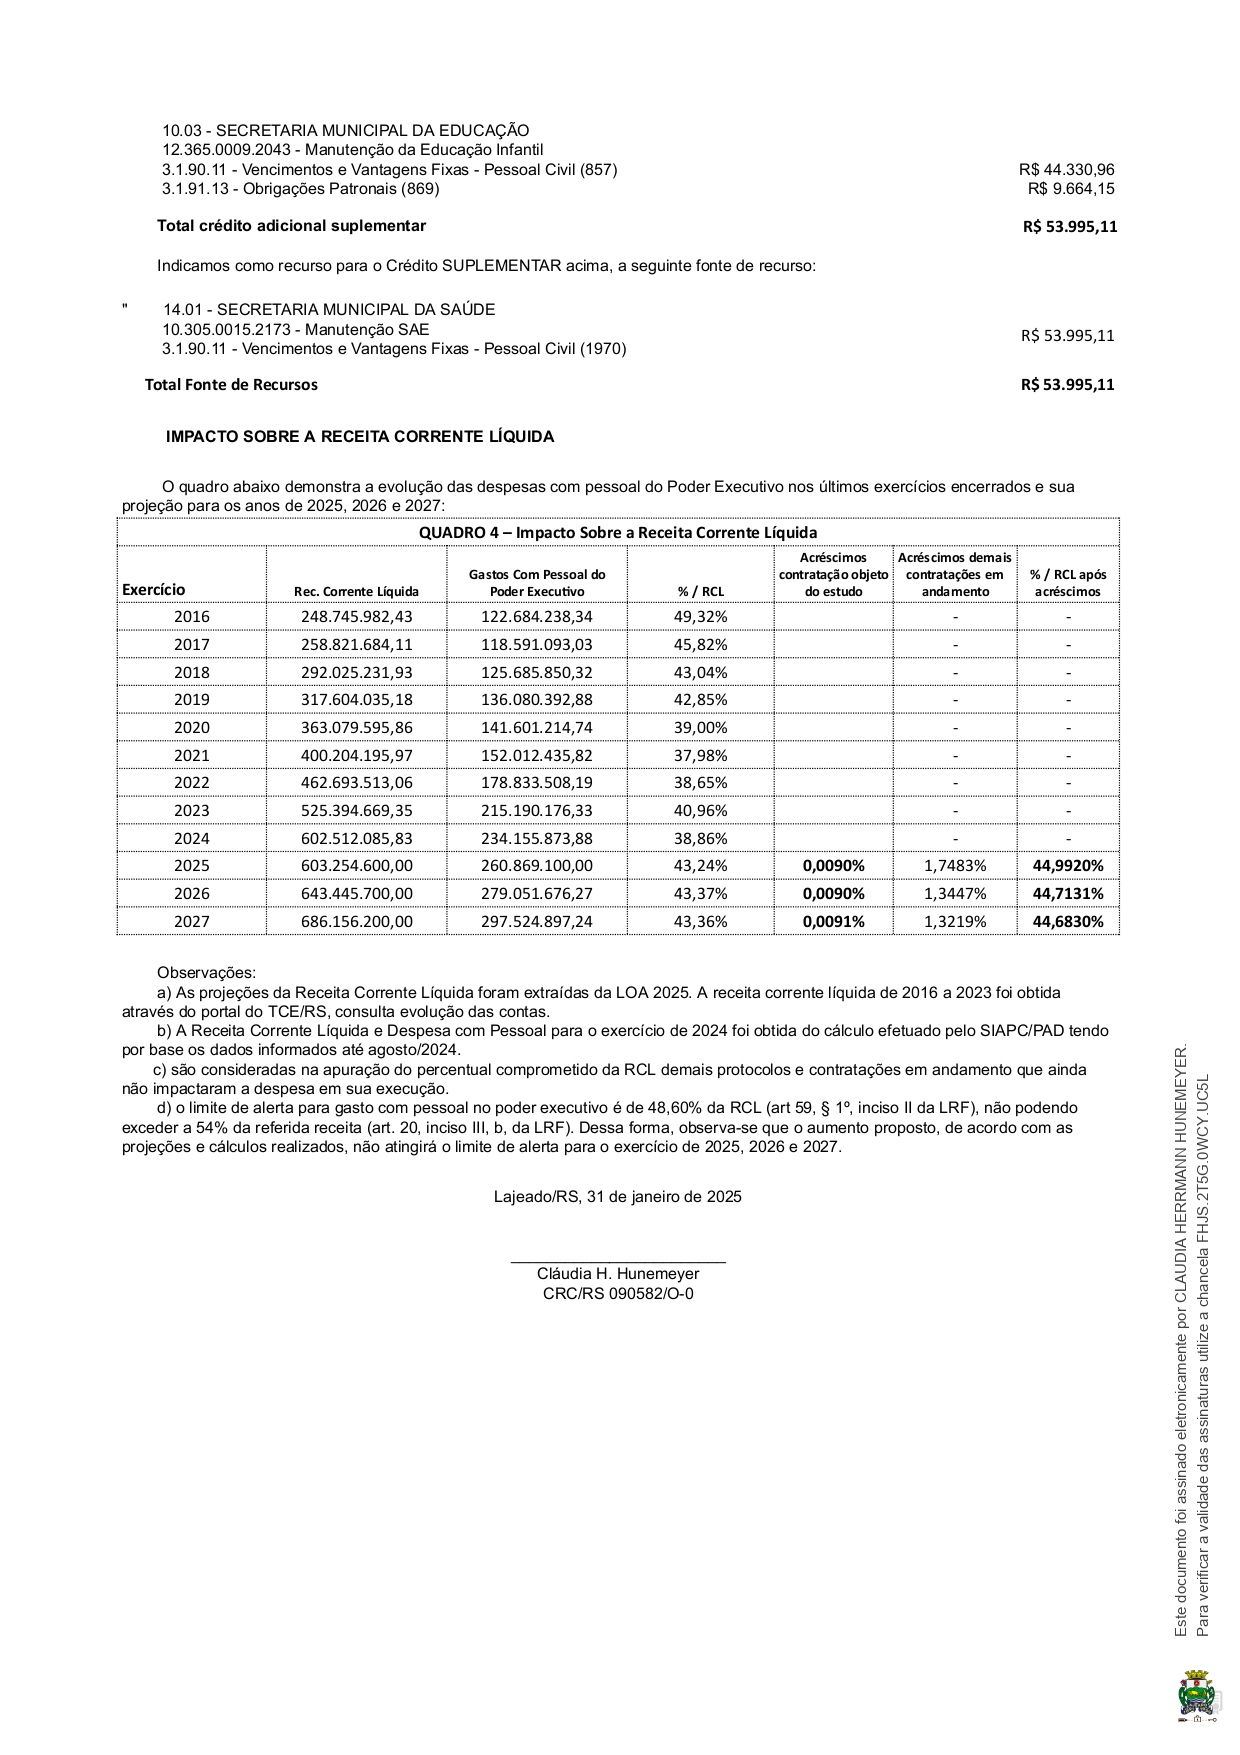 10.03 - SECRETARIA MUNICIPAL DA EDUCAÇÃO
12.365.0009.2043 - Manutenção da Educação Infantil
3.1.90.11 - Vencimentos e Vantagens Fixas - Pessoal Civil (857) R$ 44.330,96
3.1.91.13 - Obrigações Patronais (869) R$ 9.664,15
Total crédito adicional suplementar R$ 53.995,11
Indicamos como recurso para o Crédito SUPLEMENTAR acima, a seguinte fonte de recurso:
" 14.01 - SECRETARIA MUNICIPAL DA SAÚDE
10.305.0015.2173 - Manutenção SAE R$ 53.995,11
3.1.90.11 - Vencimentos e Vantagens Fixas - Pessoal Civil (1970)
Total Fonte de Recursos R$ 53.995,11
IMPACTO SOBRE A RECEITA CORRENTE LÍQUIDA
O quadro abaixo demonstra a evolução das despesas com pessoal do Poder Executivo nos últimos exercícios encerrados e sua
projeção para os anos de 2025, 2026 e 2027:
QUADRO 4 – Impacto Sobre a Receita Corrente Líquida
Exercício Rec. Corrente Líquida Gastos Com Pessoal do Poder Executivo % / RCL Acréscimos contratação objeto do estudo Acréscimos demais contratações em andamento % / RCL após acréscimos
2016 248.745.982,43 122.684.238,34 49,32% - -
2017 258.821.684,11 118.591.093,03 45,82% - -
2018 292.025.231,93 125.685.850,32 43,04% - -
2019 317.604.035,18 136.080.392,88 42,85% - -
2020 363.079.595,86 141.601.214,74 39,00% - -
2021 400.204.195,97 152.012.435,82 37,98% - -
2022 462.693.513,06 178.833.508,19 38,65% - -
2023 525.394.669,35 215.190.176,33 40,96% - -
2024 602.512.085,83 234.155.873,88 38,86% - -
2025 603.254.600,00 260.869.100,00 43,24% 0,0090% 1,7483% 44,9920%
2026 643.445.700,00 279.051.676,27 43,37% 0,0090% 1,3447% 44,7131%
2027 686.156.200,00 297.524.897,24 43,36% 0,0091% 1,3219% 44,6830%
Observações:
a) As projeções da Receita Corrente Líquida foram extraídas da LOA 2025. A receita corrente líquida de 2016 a 2023 foi obtida
através do portal do TCE/RS, consulta evolução das contas.
b) A Receita Corrente Líquida e Despesa com Pessoal para o exercício de 2024 foi obtida do cálculo efetuado pelo SIAPC/PAD tendo
por base os dados informados até agosto/2024.
c) são consideradas na apuração do percentual comprometido da RCL demais protocolos e contratações em andamento que ainda
não impactaram a despesa em sua execução.
d) o limite de alerta para gasto com pessoal no poder executivo é de 48,60% da RCL (art 59, § 1º, inciso II da LRF), não podendo
exceder a 54% da referida receita (art. 20, inciso III, b, da LRF). Dessa forma, observa-se que o aumento proposto, de acordo com as
projeções e cálculos realizados, não atingirá o limite de alerta para o exercício de 2025, 2026 e 2027.
Lajeado/RS, 31 de janeiro de 2025
Cláudia H. Hunemeyer
CRC/RS 090582/O-0
Este documento foi assinado eletronicamente por CLAUDIA HERRMANN HUNEMEYER.
Para verificar a validade das assinaturas utilize a chancela FHJS.2T5G.0WCY.UC5L